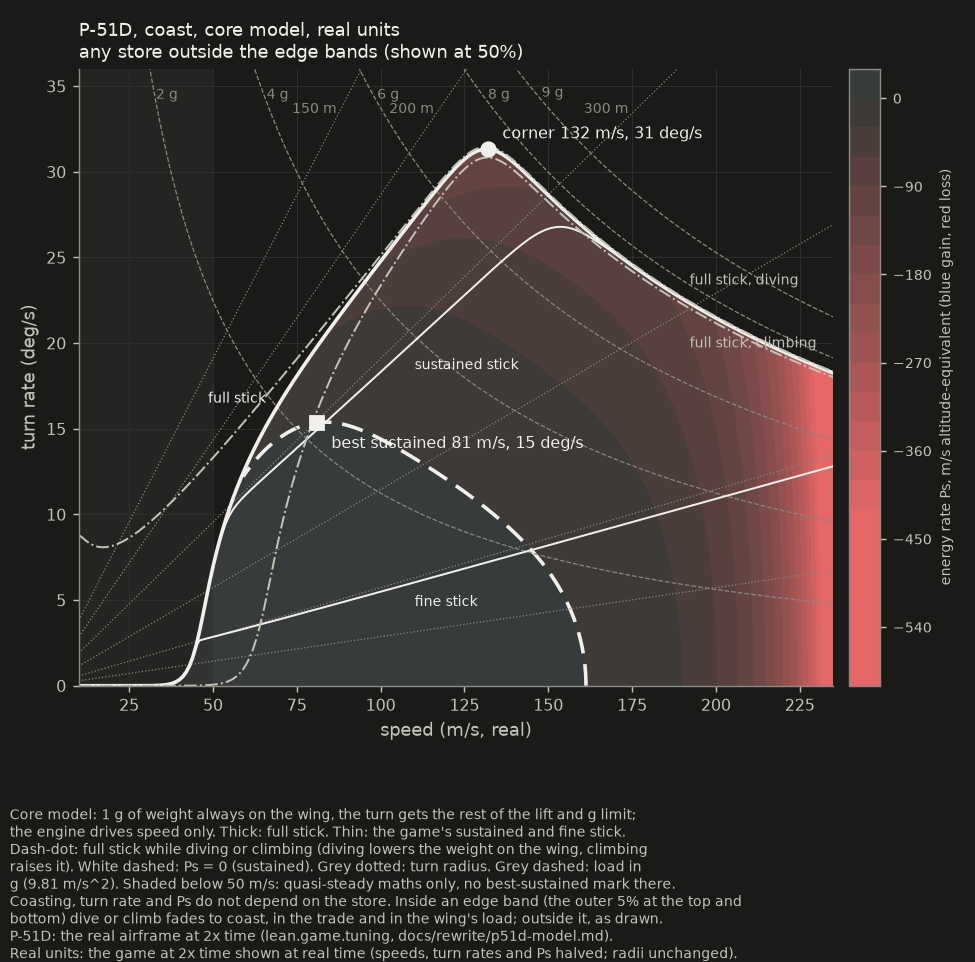 P-51D, coast, core model, real units
any store outside the edge bands (shown at 50%)
35
30
25
20
15
10
5
0
turn rate (deg/s)
2 g
4 g
6 g
8 g
9 g
150 m
200 m
300 m
corner 132 m/s, 31 deg/s
full stick, diving
full stick, climbing
sustained stick
full stick
best sustained 81 m/s, 15 deg/s
fine stick
25
50
75
100
125
150
175
200
225
speed (m/s, real)
0
−90
−180
−270
−360
−450
−540
energy rate Ps, m/s altitude-equivalent (blue gain, red loss)
Core model: 1 g of weight always on the wing, the turn gets the rest of the lift and g limit;
the engine drives speed only. Thick: full stick. Thin: the game's sustained and fine stick.
Dash-dot: full stick while diving or climbing (diving lowers the weight on the wing, climbing
raises it). White dashed: Ps = 0 (sustained). Grey dotted: turn radius. Grey dashed: load in
g (9.81 m/s^2). Shaded below 50 m/s: quasi-steady maths only, no best-sustained mark there.
Coasting, turn rate and Ps do not depend on the store. Inside an edge band (the outer 5% at the top and
bottom) dive or climb fades to coast, in the trade and in the wing's load; outside it, as drawn.
P-51D: the real airframe at 2x time (lean.game.tuning, docs/rewrite/p51d-model.md).
Real units: the game at 2x time shown at real time (speeds, turn rates and Ps halved; radii unchanged).